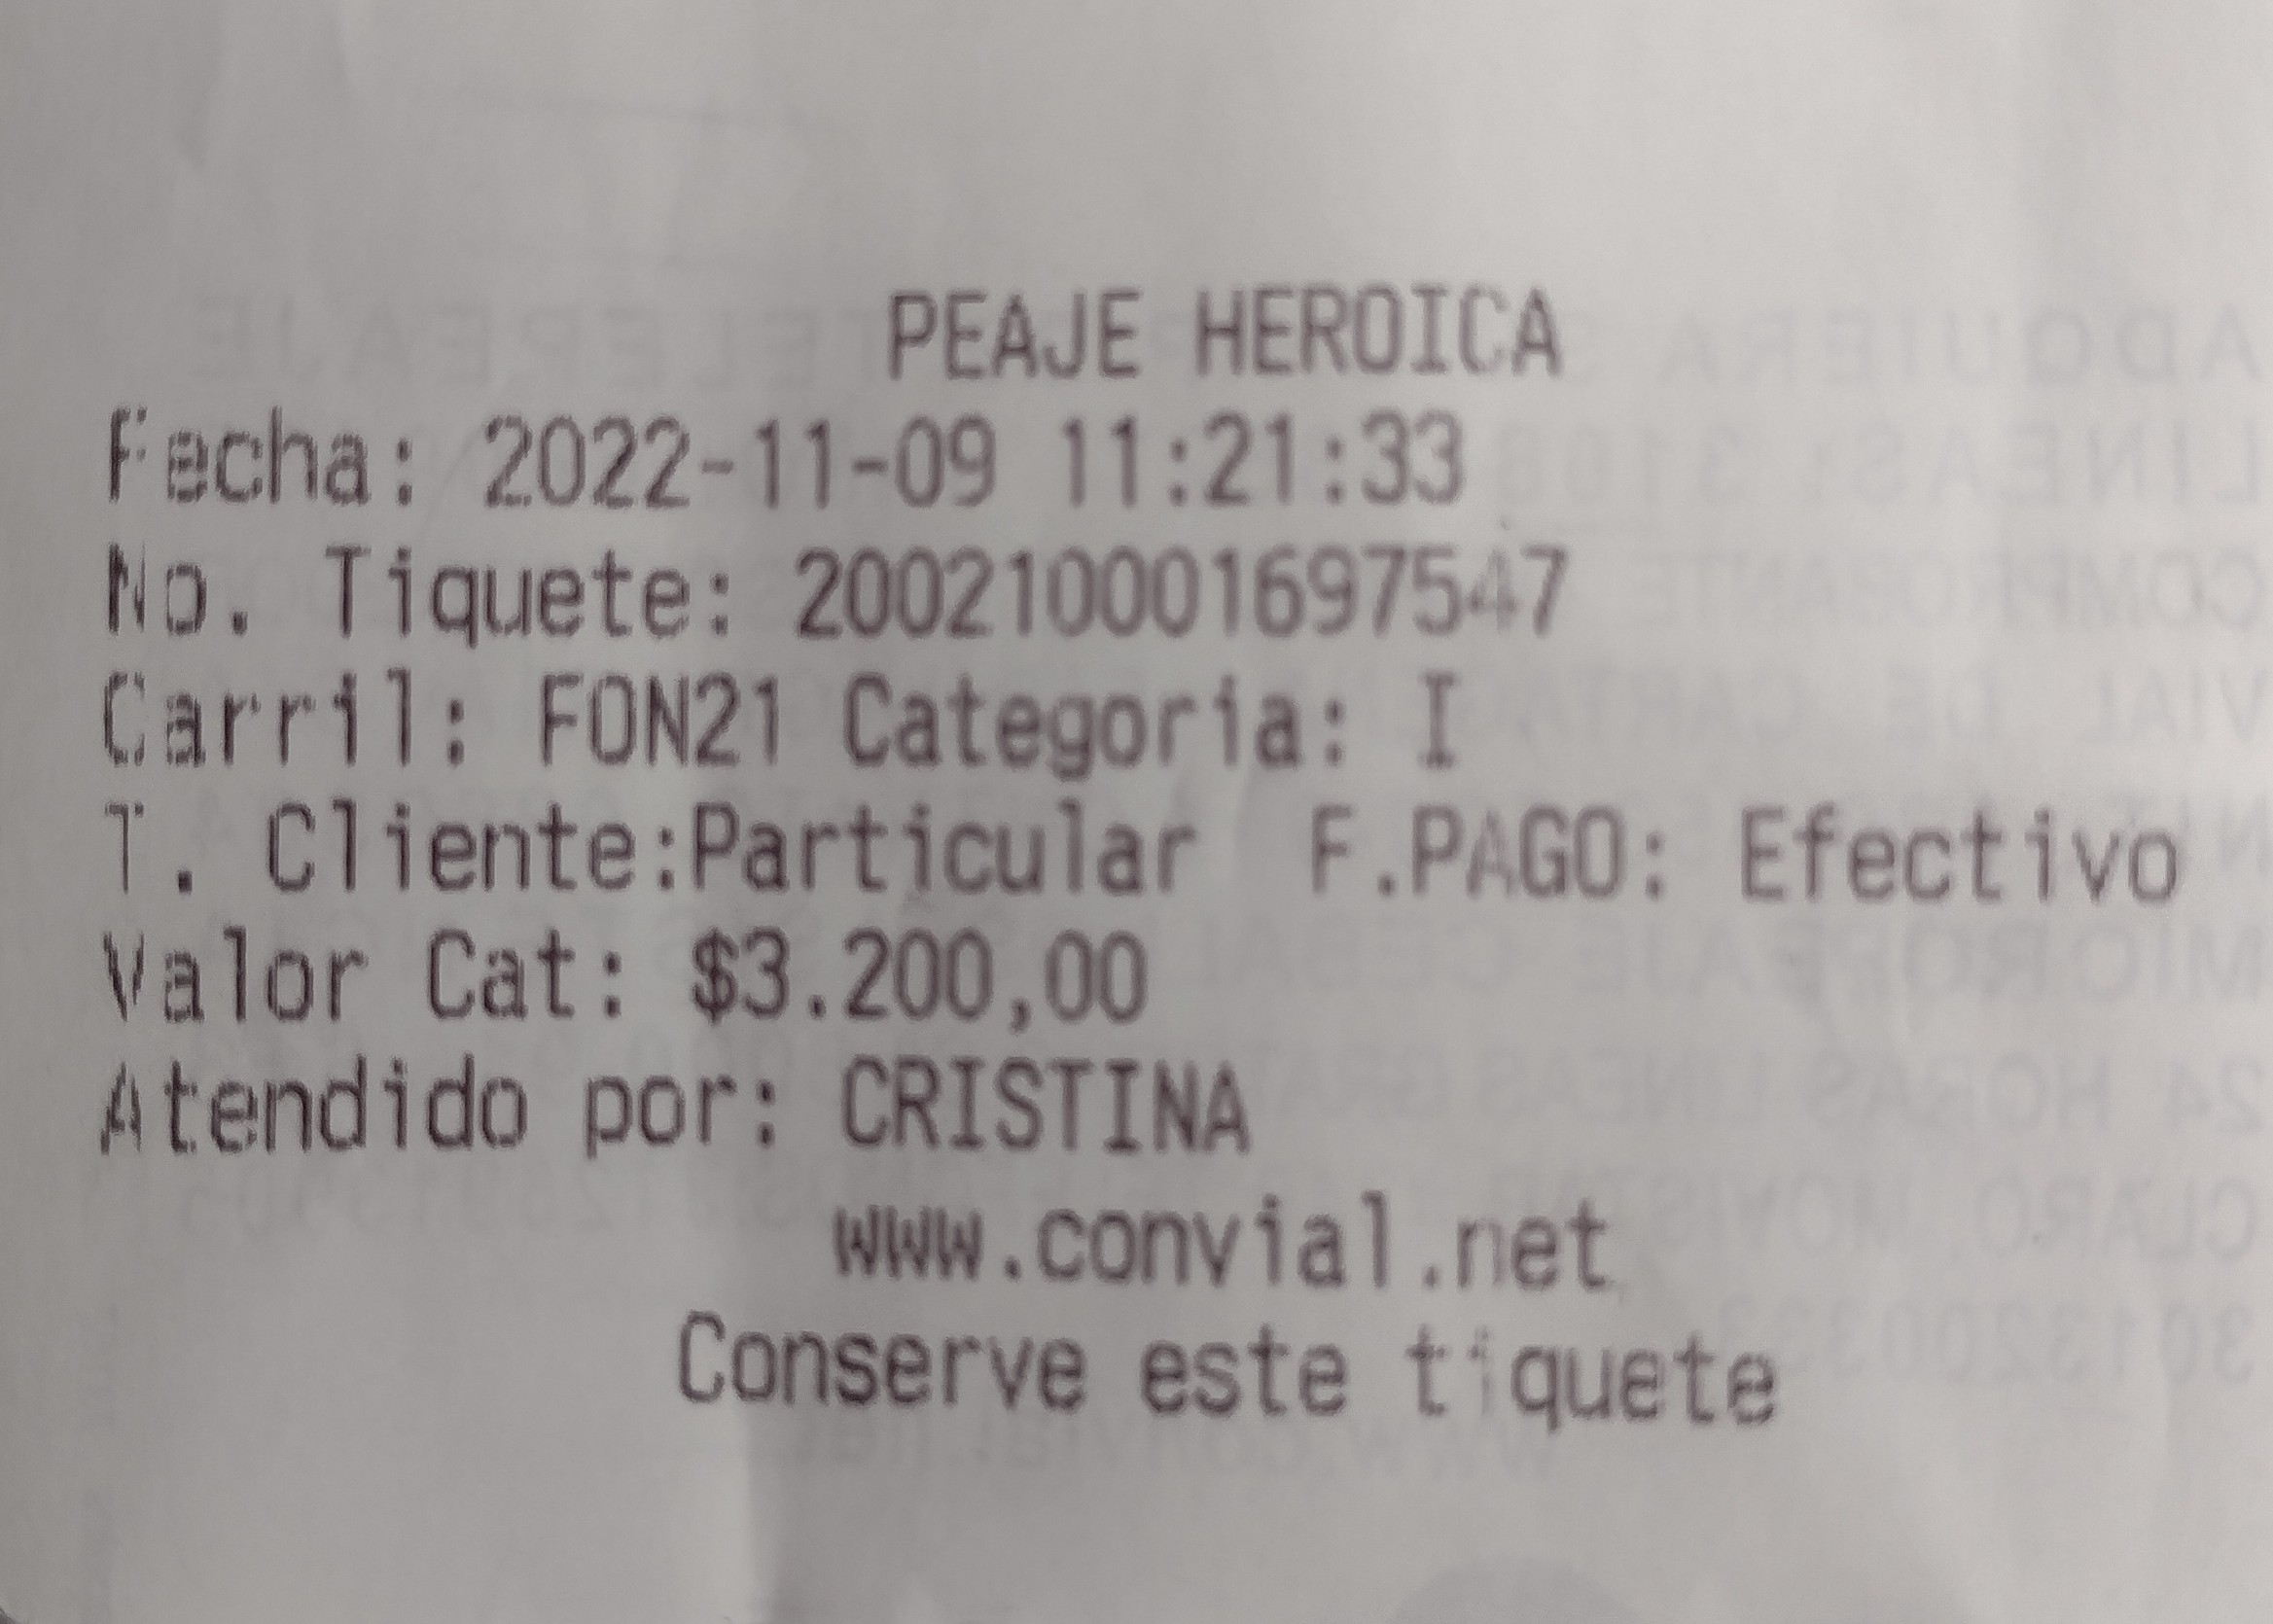 PEAJE HEROICA
Fecha: 2022-11-09 11:21:33
No. Tiquete: 200210001697547
Carril: FON21 Categoria: I
T. Cliente:Particular F.PAGO: Efectivo
Valor Cat: $3.200,00
Atendido por: CRISTINA
www.convial.net
Conserve este tiquete